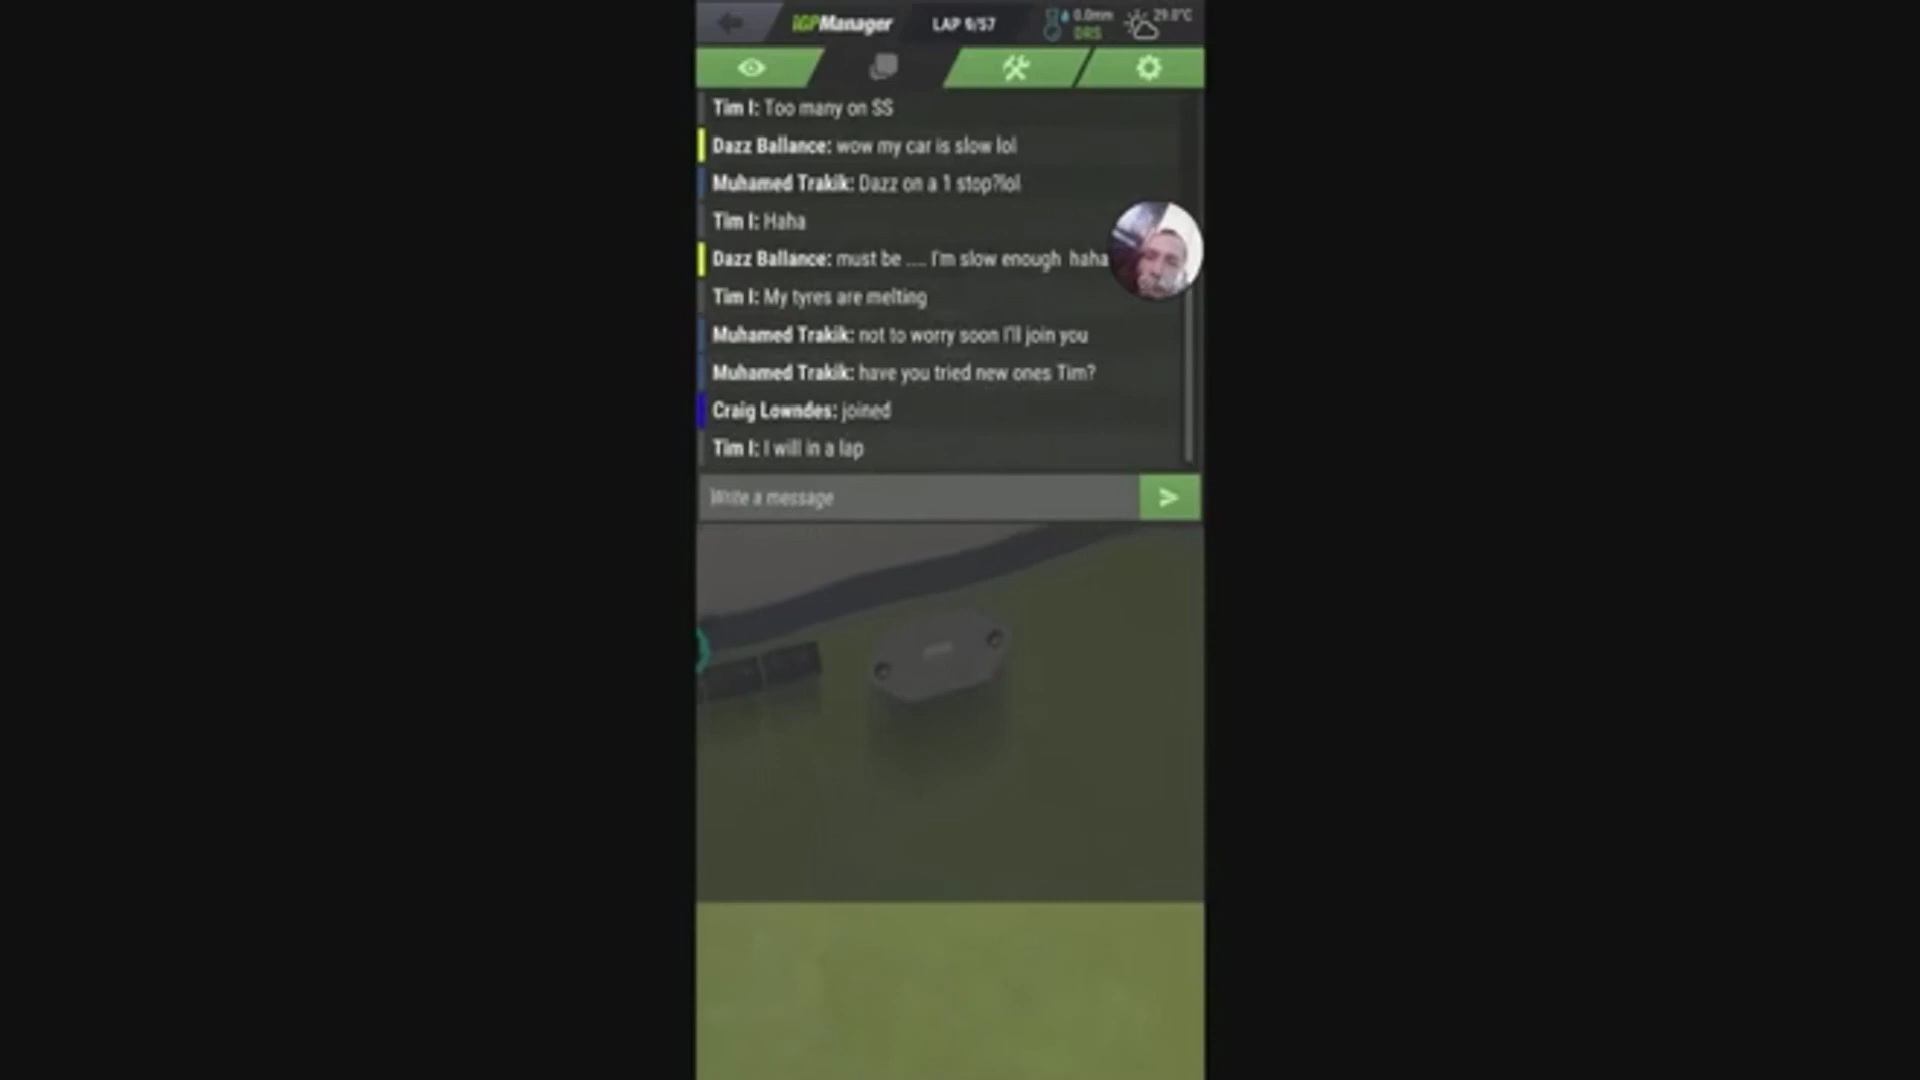 iGPManager
LAP 9/57
0.0mm
DRS
29.0°C
Tim I: Too many on SS
Dazz Ballance: wow my car is slow lol
Muhamed Trakik: Dazz on a 1 stop?lol
Tim I: Haha
Dazz Ballance: must be .... I'm slow enough haha
Tim I: My tyres are melting
Muhamed Trakik: not to worry soon I'll join you
Muhamed Trakik: have you tried new ones Tim?
Craig Lowndes: joined
Tim I: I will in a lap
Write a message